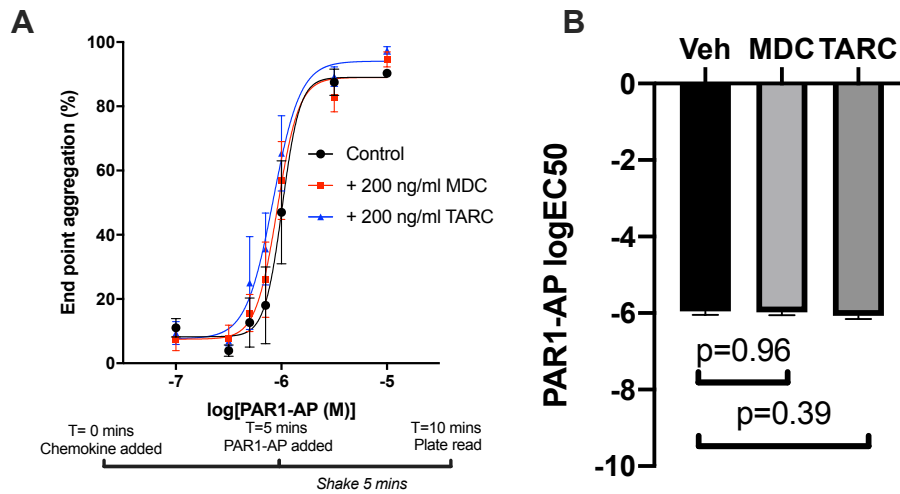 A
End point aggregation (%)
100
80
60
40
20
0
-7
-6
-5
log[PAR1-AP (M)]
Control
+ 200 ng/ml MDC
+ 200 ng/ml TARC
T= 0 mins
Chemokine added
T=5 mins
PAR1-AP added
T=10 mins
Plate read
Shake 5 mins
B
Veh MDC TARC
PAR1-AP logEC50
0
-2
-4
-6
-8
-10
p=0.96
p=0.39